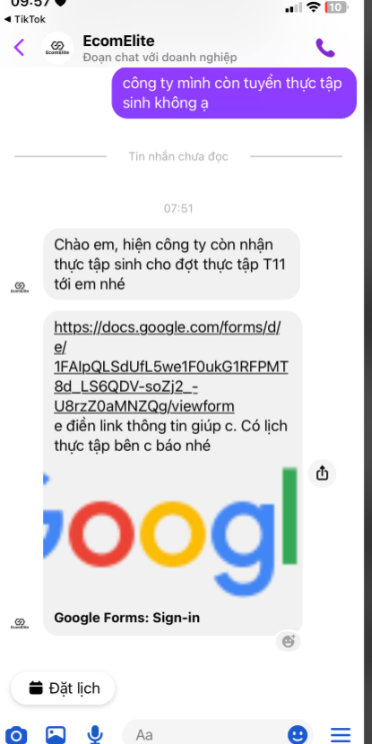 09:57
10
TikTok
EcomElite
Đoạn chat với doanh nghiệp
công ty mình còn tuyển thực tập
sinh không ạ
Tin nhắn chưa đọc
07:51
Chào em, hiện công ty còn nhận
thực tập sinh cho đợt thực tập T11
tới em nhé
https://docs.google.com/forms/d/
e/
1FAIpQLSdUfL5we1F0ukG1RFPMT
8d_LS6QDV-soZj2_-
U8rzZ0aMNZQg/viewform
e điền link thông tin giúp c. Có lịch
thực tập bên c báo nhé
Googl
Google Forms: Sign-in
Đặt lịch
Aa